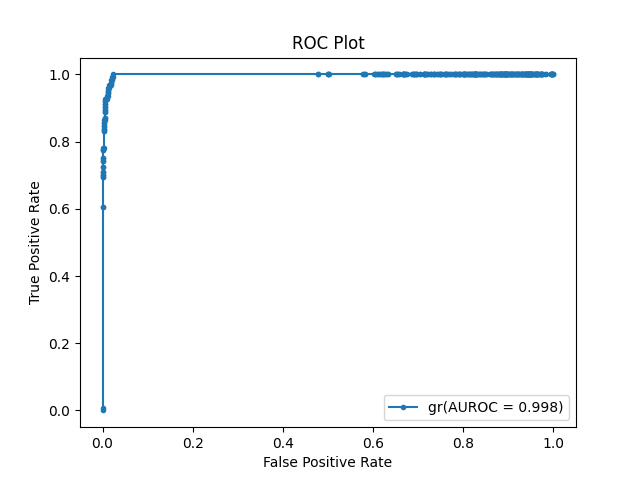 ROC Plot
True Positive Rate
1.0
0.8
0.6
0.4
0.2
0.0
gr(AUROC = 0.998)
0.0 0.2 0.4 0.6 0.8 1.0
False Positive Rate